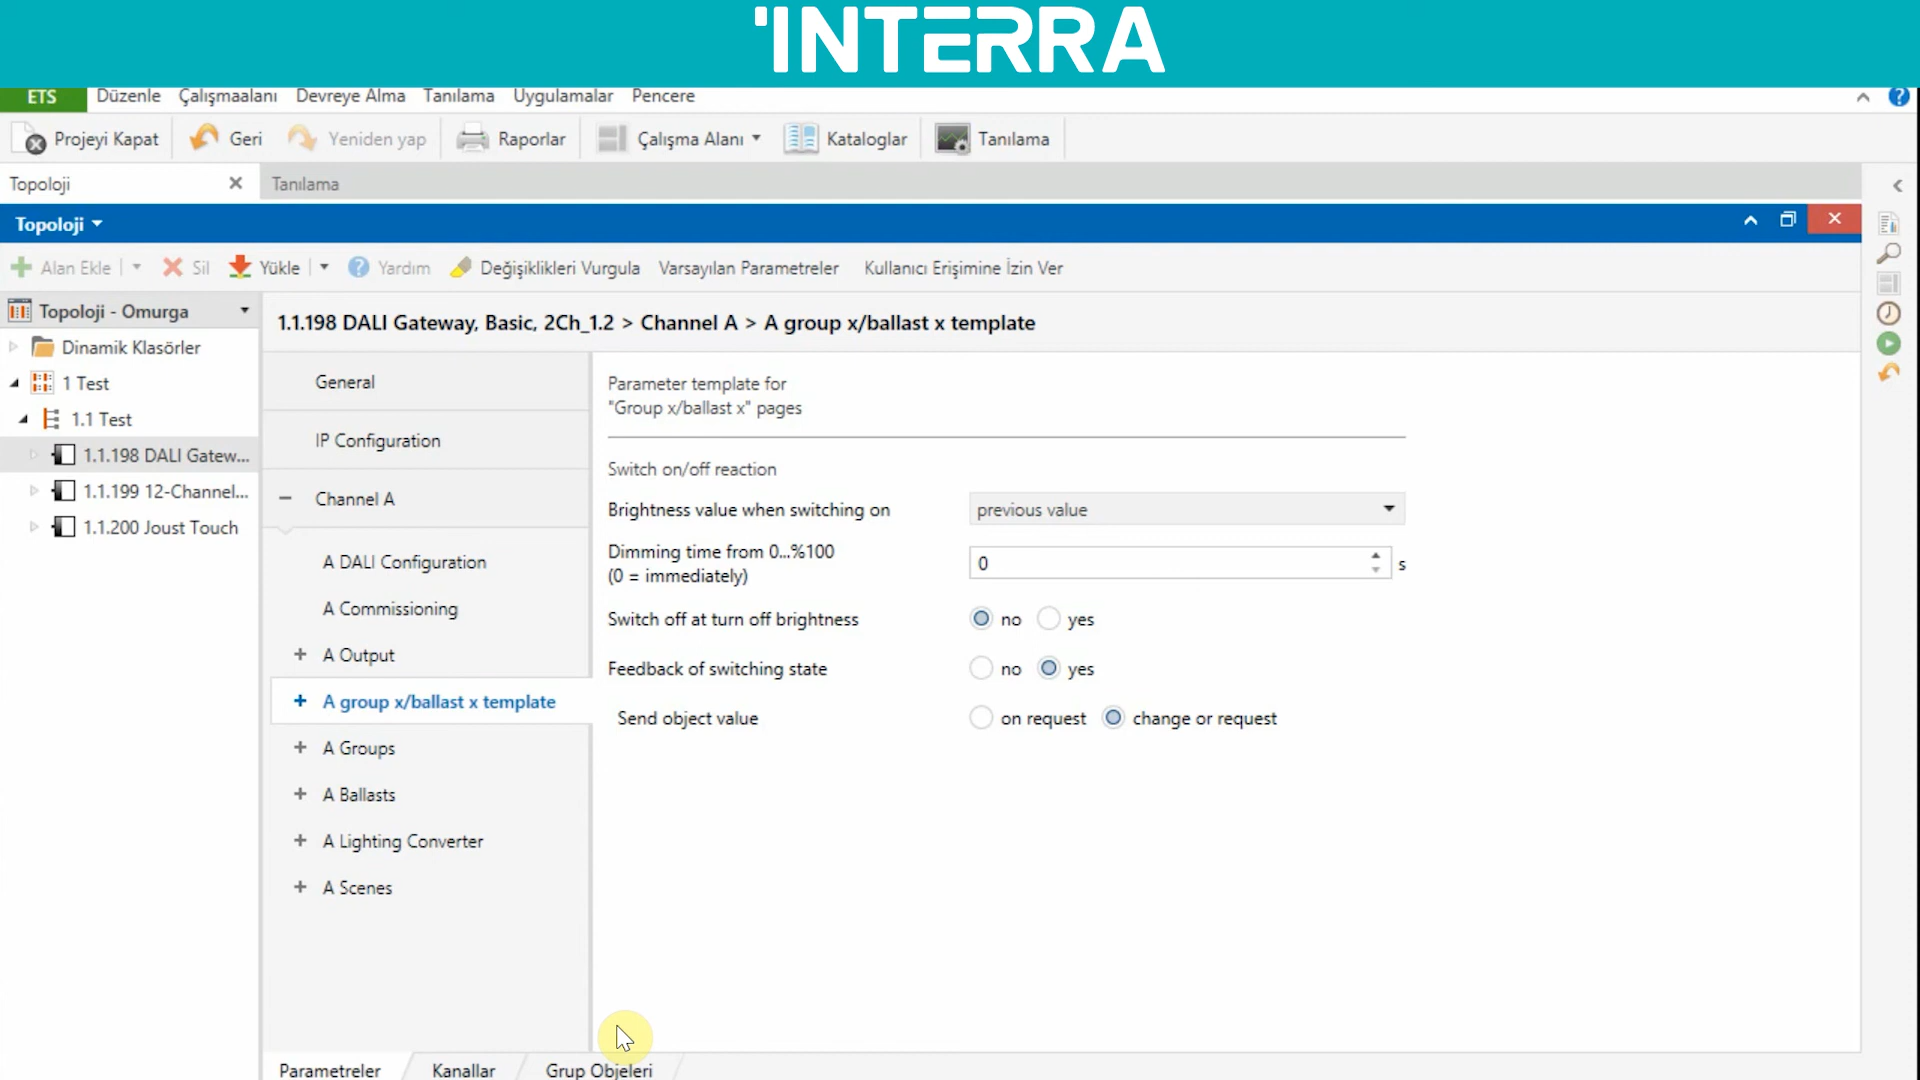 INTERRA
ETS Düzenle Çalışmaalanı Devreye Alma Tanılama Uygulamalar Pencere
Projeyi Kapat Geri Yeniden yap Raporlar Çalışma Alanı Kataloglar Tanılama
Topoloji Tanılama
Topoloji
Alan Ekle Sil Yükle Yardım Değişiklikleri Vurgula Varsayılan Parametreler Kullanıcı Erişimine İzin Ver
Topoloji - Omurga
Dinamik Klasörler
1 Test
1.1 Test
1.1.198 DALI Gatew...
1.1.199 12-Channel...
1.1.200 Joust Touch
1.1.198 DALI Gateway, Basic, 2Ch_1.2 > Channel A > A group x/ballast x template
General
IP Configuration
Channel A
A DALI Configuration
A Commissioning
A Output
A group x/ballast x template
A Groups
A Ballasts
A Lighting Converter
A Scenes
Parameter template for
"Group x/ballast x" pages
Switch on/off reaction
Brightness value when switching on previous value
Dimming time from 0...%100
(0 = immediately) 0 s
Switch off at turn off brightness no yes
Feedback of switching state no yes
Send object value on request change or request
Parametreler Kanallar Grup Objeleri